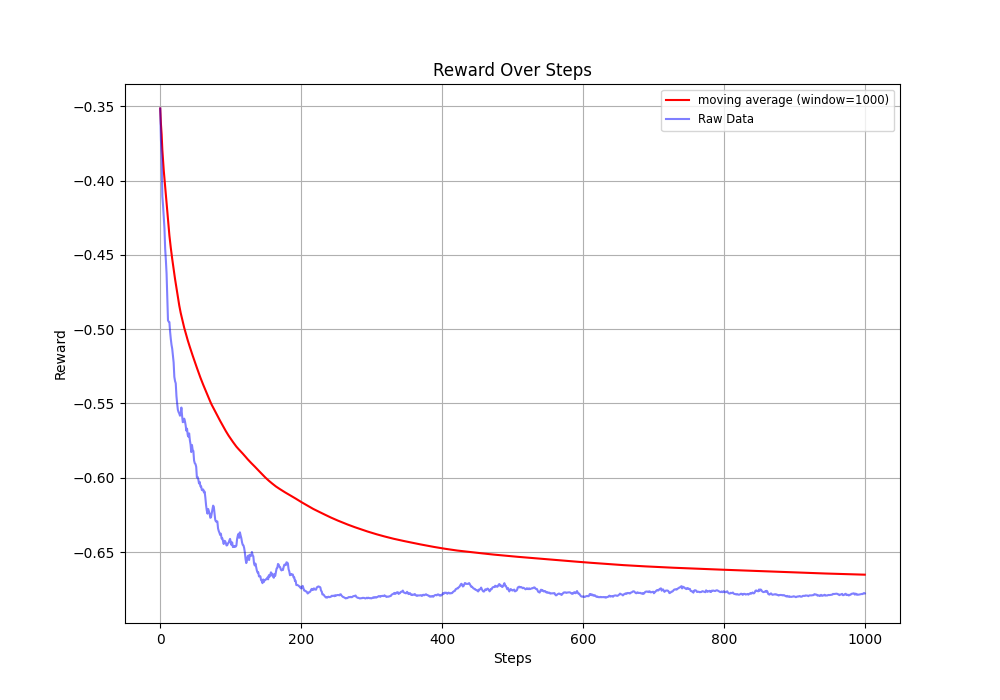 Reward Over Steps
moving average (window=1000)
Raw Data
−0.35
−0.40
−0.45
−0.50
−0.55
−0.60
−0.65
Reward
0
200
400
600
800
1000
Steps